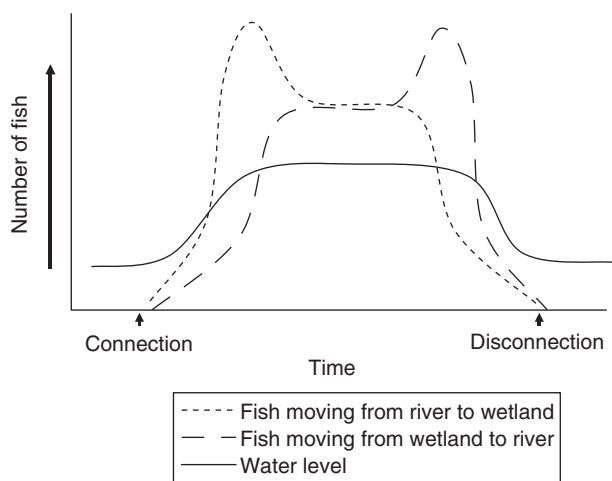 Number of fish
Connection
Disconnection
Time
Fish moving from river to wetland
Fish moving from wetland to river
Water level